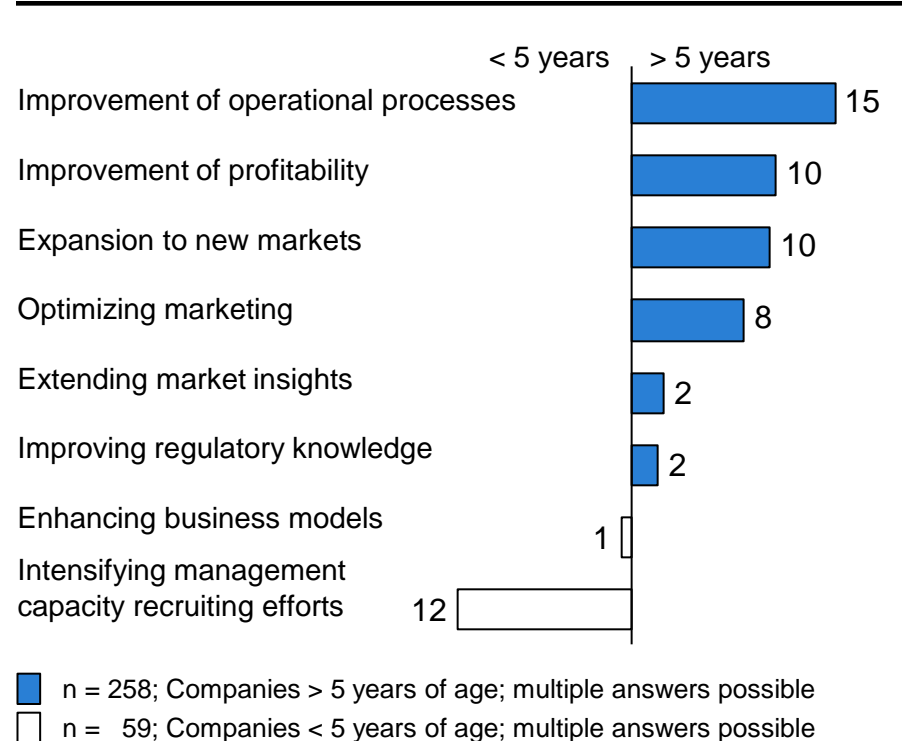 < 5 years > 5 years
Improvement of operational processes 15
Improvement of profitability 10
Expansion to new markets 10
Optimizing marketing 8
Extending market insights 2
Improving regulatory knowledge 2
Enhancing business models 1
Intensifying management
capacity recruiting efforts 12
n = 258; Companies > 5 years of age; multiple answers possible
n = 59; Companies < 5 years of age; multiple answers possible